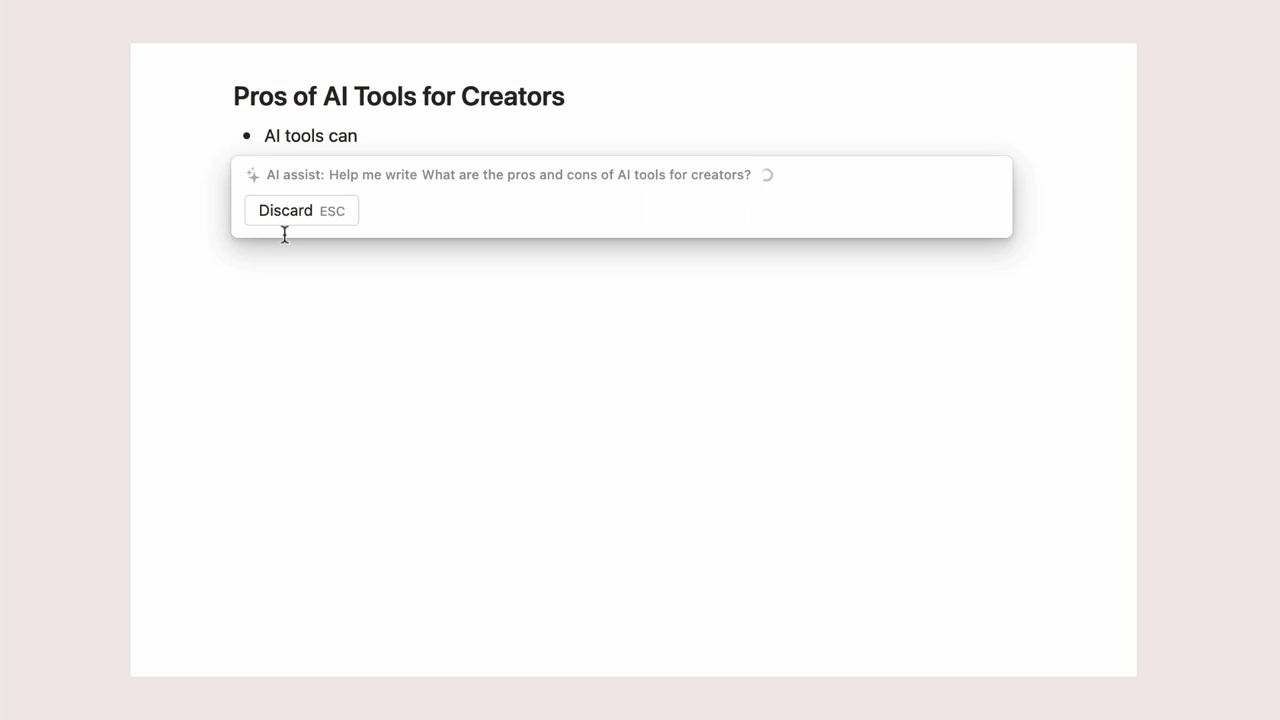 Pros of AI Tools for Creators
• AI tools can
AI assist: Help me write What are the pros and cons of AI tools for creators?
Discard ESC